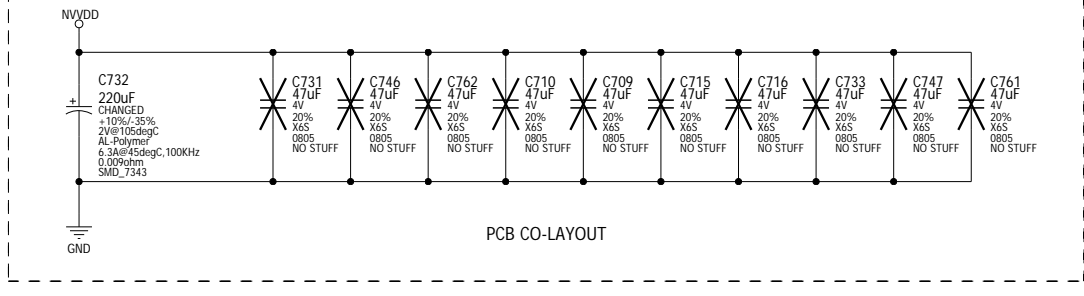 NVVDD
C732
220uF
CHANGED
+10%/-35%
2V@105degC
AL-Polymer
6.3A@45degC,100KHz
0.009ohm
SMD_7343
C731
47uF
4V
20%
X6S
0805
NO STUFF
C746
47uF
4V
20%
X6S
0805
NO STUFF
C762
47uF
4V
20%
X6S
0805
NO STUFF
C710
47uF
4V
20%
X6S
0805
NO STUFF
C709
47uF
4V
20%
X6S
0805
NO STUFF
C715
47uF
4V
20%
X6S
0805
NO STUFF
C716
47uF
4V
20%
X6S
0805
NO STUFF
C733
47uF
4V
20%
X6S
0805
NO STUFF
C747
47uF
4V
20%
X6S
0805
NO STUFF
C761
47uF
4V
20%
X6S
0805
NO STUFF
GND
PCB CO-LAYOUT